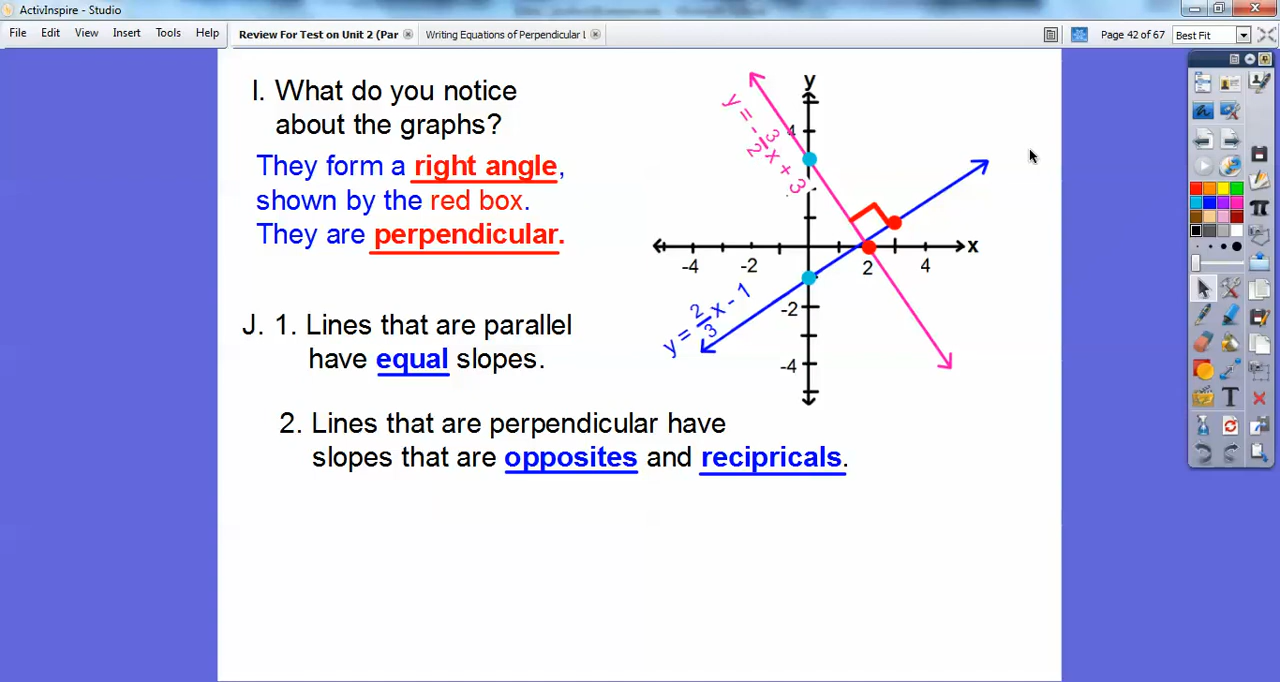 ActivInspire - Studio
File Edit View Insert Tools Help
Review For Test on Unit 2 (Par
Writing Equations of Perpendicular L
Page 42 of 67
Best Fit
I. What do you notice
about the graphs?
They form a right angle,
shown by the red box.
They are perpendicular.
J. 1. Lines that are parallel
have equal slopes.
2. Lines that are perpendicular have
slopes that are opposites and recipricals.
y
4
y = -3/2x + 3
x
-4 -2 2 4
-2
-4
y = 2/3x - 1